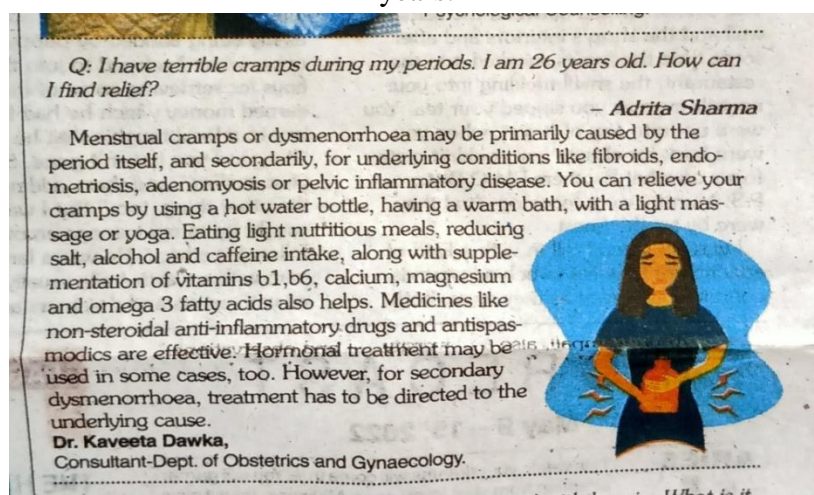 years.
Psychological Counselling.
Q: I have terrible cramps during my periods. I am 26 years old. How can
I find relief?
– Adrita Sharma
Menstrual cramps or dysmenorrhoea may be primarily caused by the
period itself, and secondarily, for underlying conditions like fibroids, endo-
metriosis, adenomyosis or pelvic inflammatory disease. You can relieve your
cramps by using a hot water bottle, having a warm bath, with a light mas-
sage or yoga. Eating light nutritious meals, reducing
salt, alcohol and caffeine intake, along with supple-
mentation of vitamins b1,b6, calcium, magnesium
and omega 3 fatty acids also helps. Medicines like
non-steroidal anti-inflammatory drugs and antispas-
modics are effective. Hormonal treatment may be
used in some cases, too. However, for secondary
dysmenorrhoea, treatment has to be directed to the
underlying cause.
Dr. Kaveeta Dawka,
Consultant-Dept. of Obstetrics and Gynaecology.